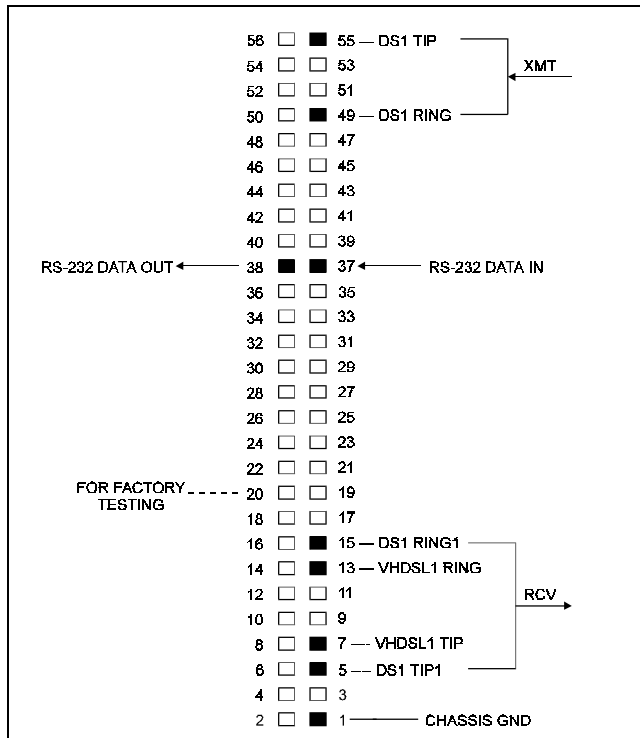 56 55 DS1 TIP
54 53 XMT
52 51
50 49 DS1 RING
48 47
46 45
44 43
42 41
40 39
RS-232 DATA OUT 38 37 RS-232 DATA IN
36 35
34 33
32 31
30 29
28 27
26 25
24 23
22 21
FOR FACTORY
TESTING 20 19
18 17
16 15 DS1 RING1
14 13 VHDSL1 RING
12 11 RCV
10 9
8 7 VHDSL1 TIP
6 5 DS1 TIP1
4 3
2 1 CHASSIS GND